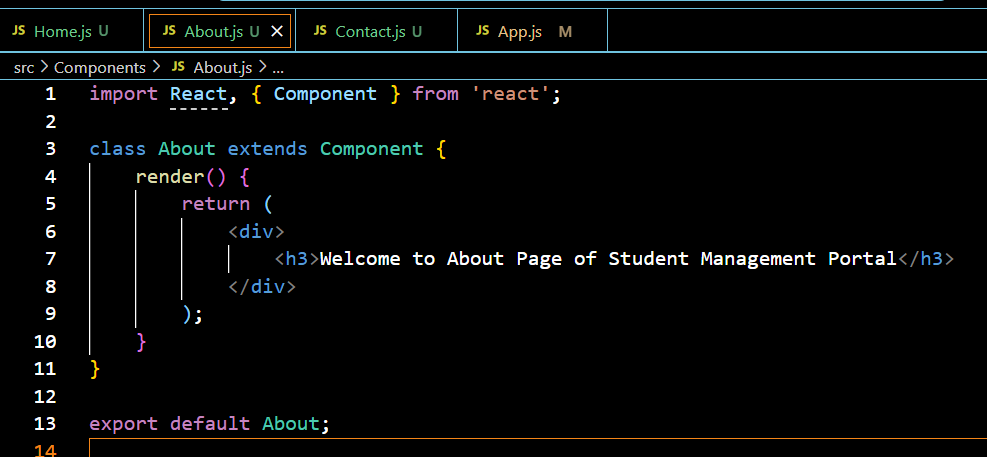 JS Home.js U JS About.js U × JS Contact.js U JS App.js M
src > Components > JS About.js > ...
1 import React, { Component } from 'react';
2
3 class About extends Component {
4     render() {
5         return (
6             <div>
7                 <h3>Welcome to About Page of Student Management Portal</h3>
8             </div>
9         );
10     }
11 }
12
13 export default About;
14